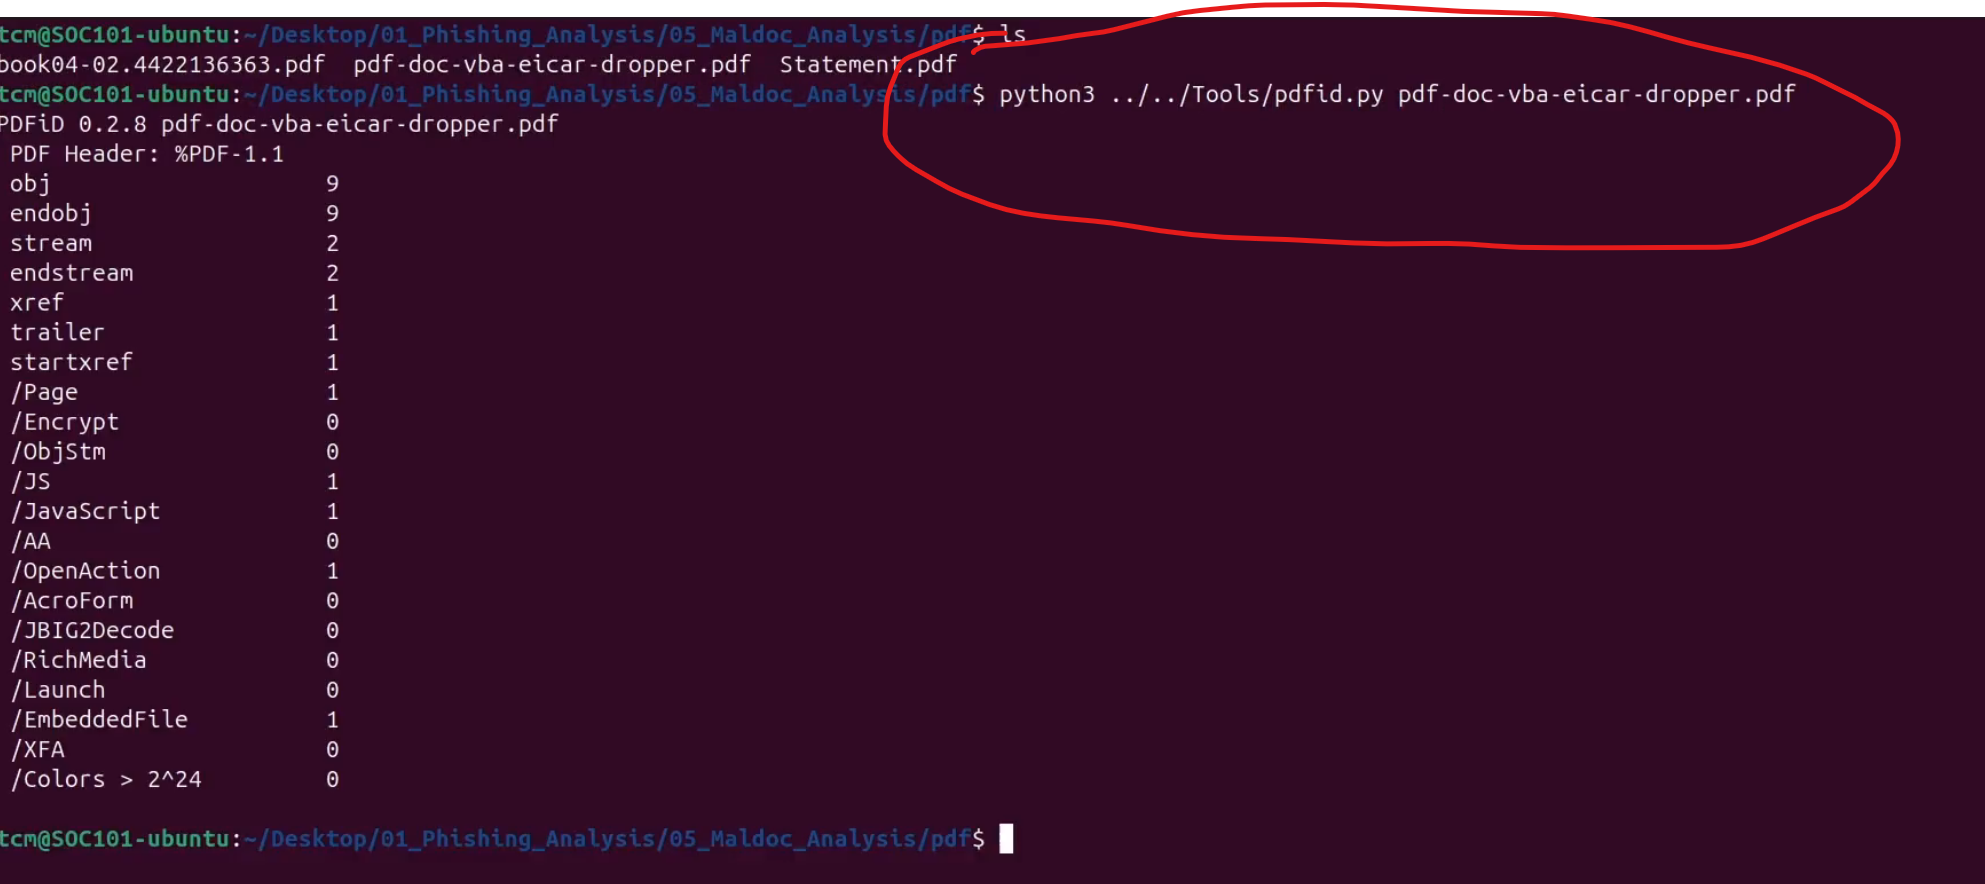 tcm@SOC101-ubuntu:~/Desktop/01_Phishing_Analysis/05_Maldoc_Analysis/pdf$ ls
book04-02.4422136363.pdf  pdf-doc-vba-eicar-dropper.pdf  Statement.pdf
tcm@SOC101-ubuntu:~/Desktop/01_Phishing_Analysis/05_Maldoc_Analysis/pdf$ python3 ../../Tools/pdfid.py pdf-doc-vba-eicar-dropper.pdf
PDFiD 0.2.8 pdf-doc-vba-eicar-dropper.pdf
PDF Header: %PDF-1.1
obj 9
endobj 9
stream 2
endstream 2
xref 1
trailer 1
startxref 1
/Page 1
/Encrypt 0
/ObjStm 0
/JS 1
/JavaScript 1
/AA 0
/OpenAction 1
/AcroForm 0
/JBIG2Decode 0
/RichMedia 0
/Launch 0
/EmbeddedFile 1
/XFA 0
/Colors > 2^24 0
tcm@SOC101-ubuntu:~/Desktop/01_Phishing_Analysis/05_Maldoc_Analysis/pdf$